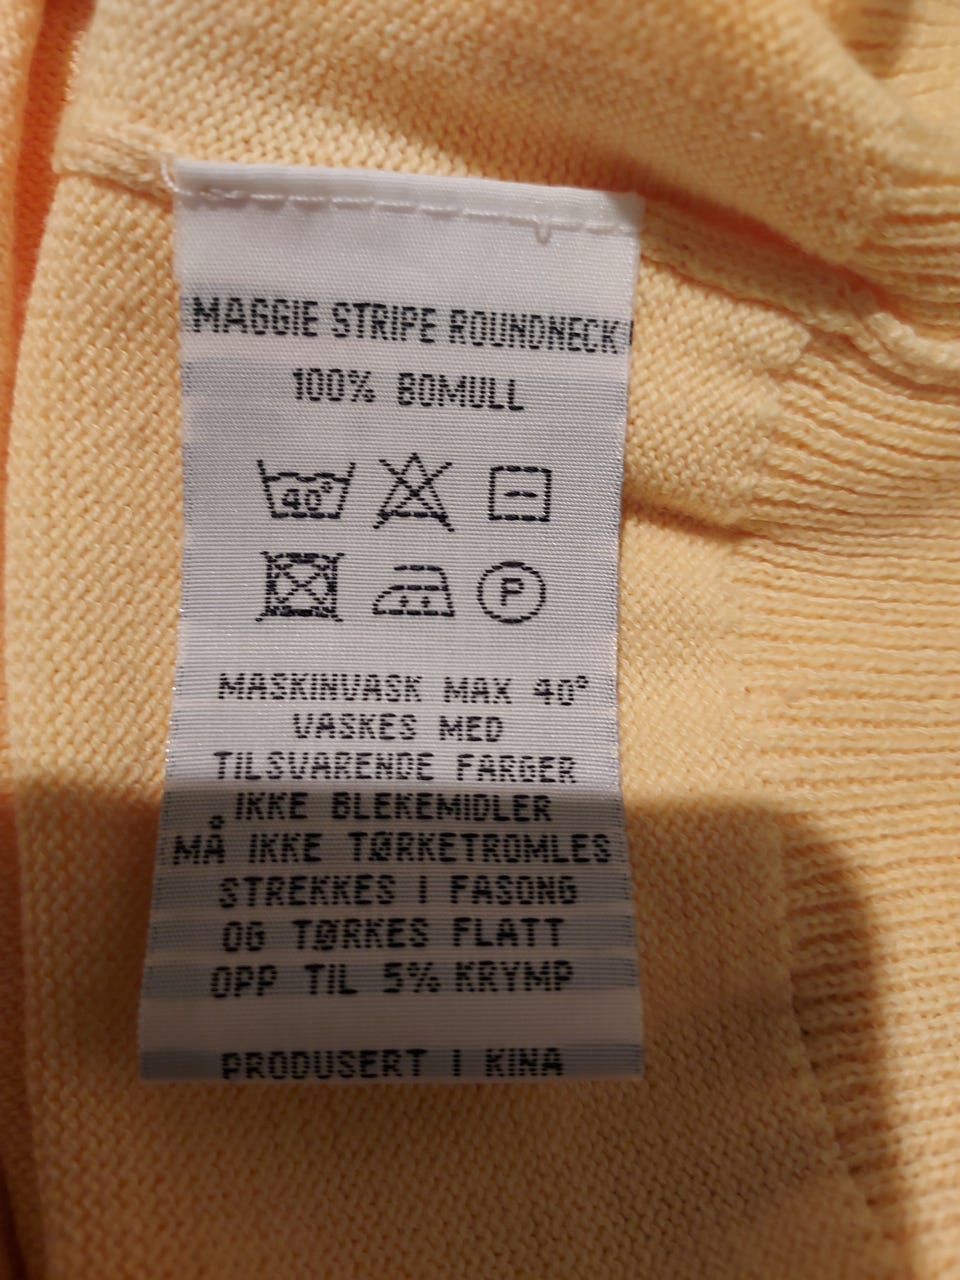 MAGGIE STRIPE ROUNDNECK
100% BOMULL
40°
P
MASKINVASK MAX 40°
VASKES MED
TILSVARENDE FARGER
IKKE BLEKEMIDLER
MÅ IKKE TØRKETROMLES
STREKKES I FASONG
OG TØRKES FLATT
OPP TIL 5% KRYMP
PRODUSERT I KINA